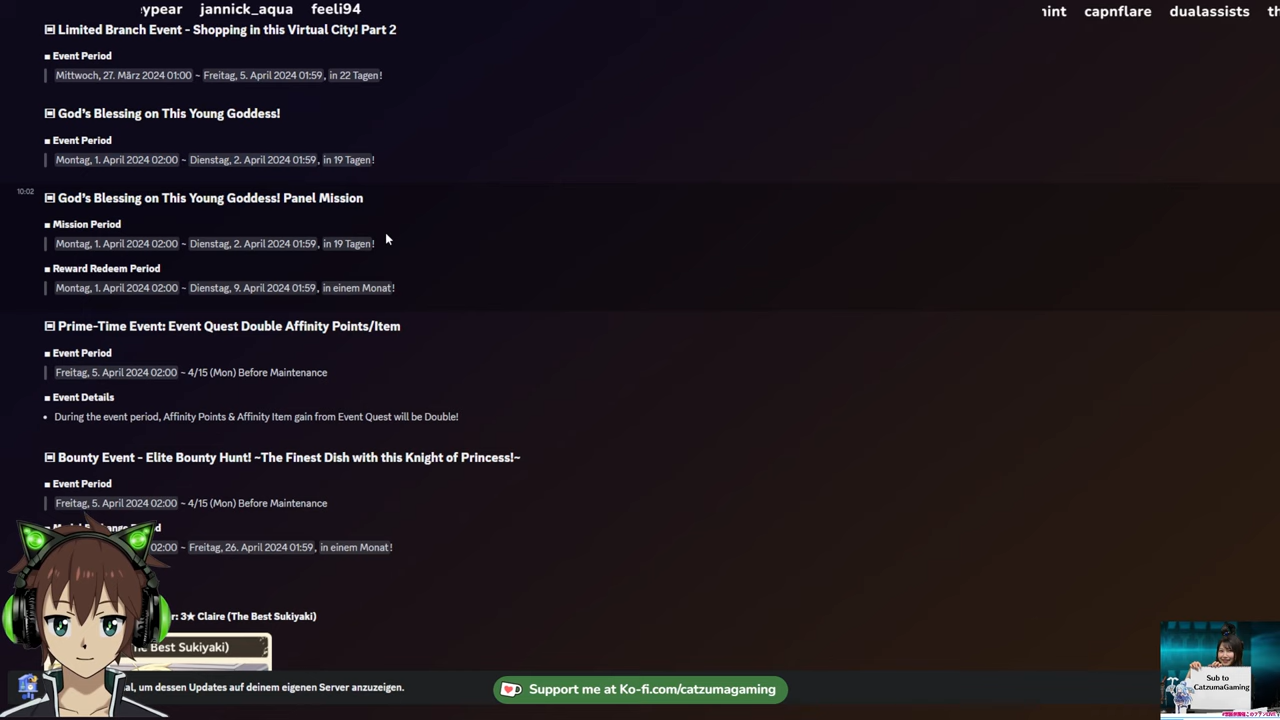 ypear jannick_aqua feeli94
nint capnflare dualassists th
Limited Branch Event - Shopping in this Virtual City! Part 2
■ Event Period
Mittwoch, 27. März 2024 01:00 ~ Freitag, 5. April 2024 01:59, in 22 Tagen!
God's Blessing on This Young Goddess!
■ Event Period
Montag, 1. April 2024 02:00 ~ Dienstag, 2. April 2024 01:59, in 19 Tagen!
10:02
God's Blessing on This Young Goddess! Panel Mission
■ Mission Period
Montag, 1. April 2024 02:00 ~ Dienstag, 2. April 2024 01:59, in 19 Tagen!
■ Reward Redeem Period
Montag, 1. April 2024 02:00 ~ Dienstag, 9. April 2024 01:59, in einem Monat!
Prime-Time Event: Event Quest Double Affinity Points/Item
■ Event Period
Freitag, 5. April 2024 02:00 ~ 4/15 (Mon) Before Maintenance
■ Event Details
• During the event period, Affinity Points & Affinity Item gain from Event Quest will be Double!
Bounty Event - Elite Bounty Hunt! ~The Finest Dish with this Knight of Princess!~
■ Event Period
Freitag, 5. April 2024 02:00 ~ 4/15 (Mon) Before Maintenance
02:00 ~ Freitag, 26. April 2024 01:59, in einem Monat!
r: 3★ Claire (The Best Sukiyaki)
he Best Sukiyaki)
al, um dessen Updates auf deinem eigenen Server anzuzeigen.
Support me at Ko-fi.com/catzumagaming
Sub to
CatzumaGaming